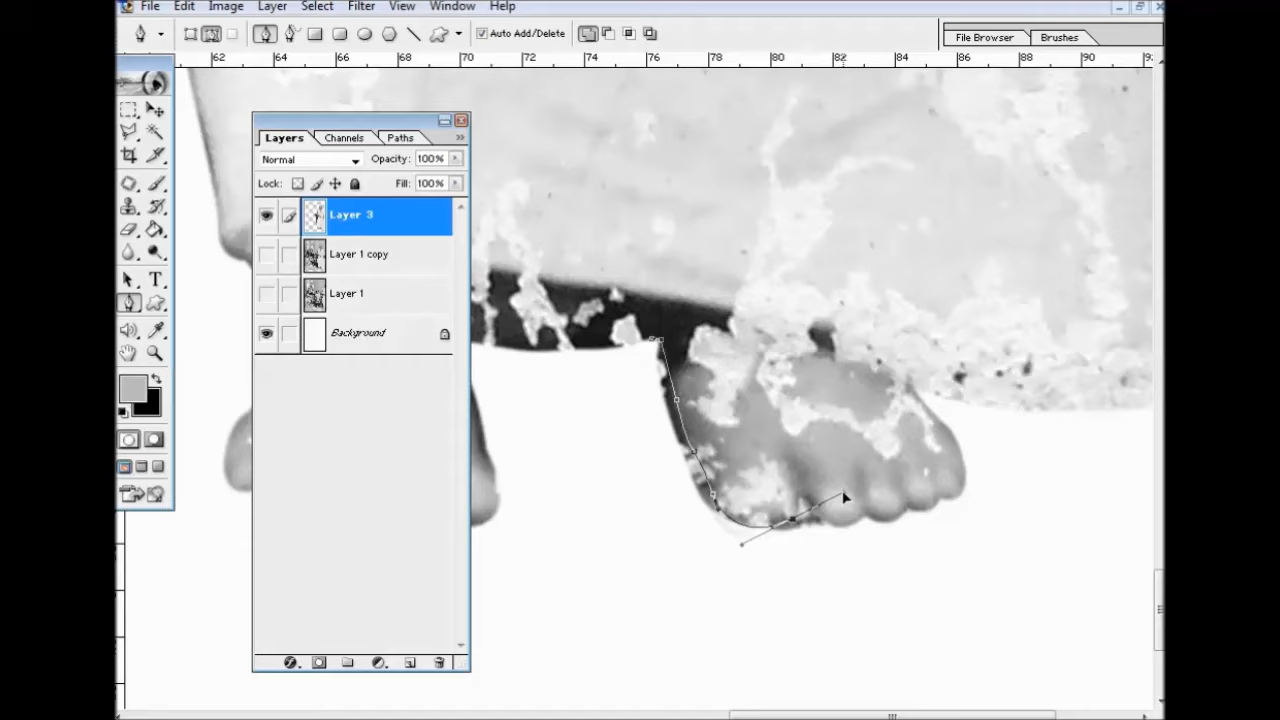 File Edit Image Layer Select Filter View Window Help
Auto Add/Delete
File Browser Brushes
62 64 66 68 70 72 74 76 78 80 82 84 86 88 90 92
Layers Channels Paths
Normal Opacity: 100%
Lock: Fill: 100%
Layer 3
Layer 1 copy
Layer 1
Background
T